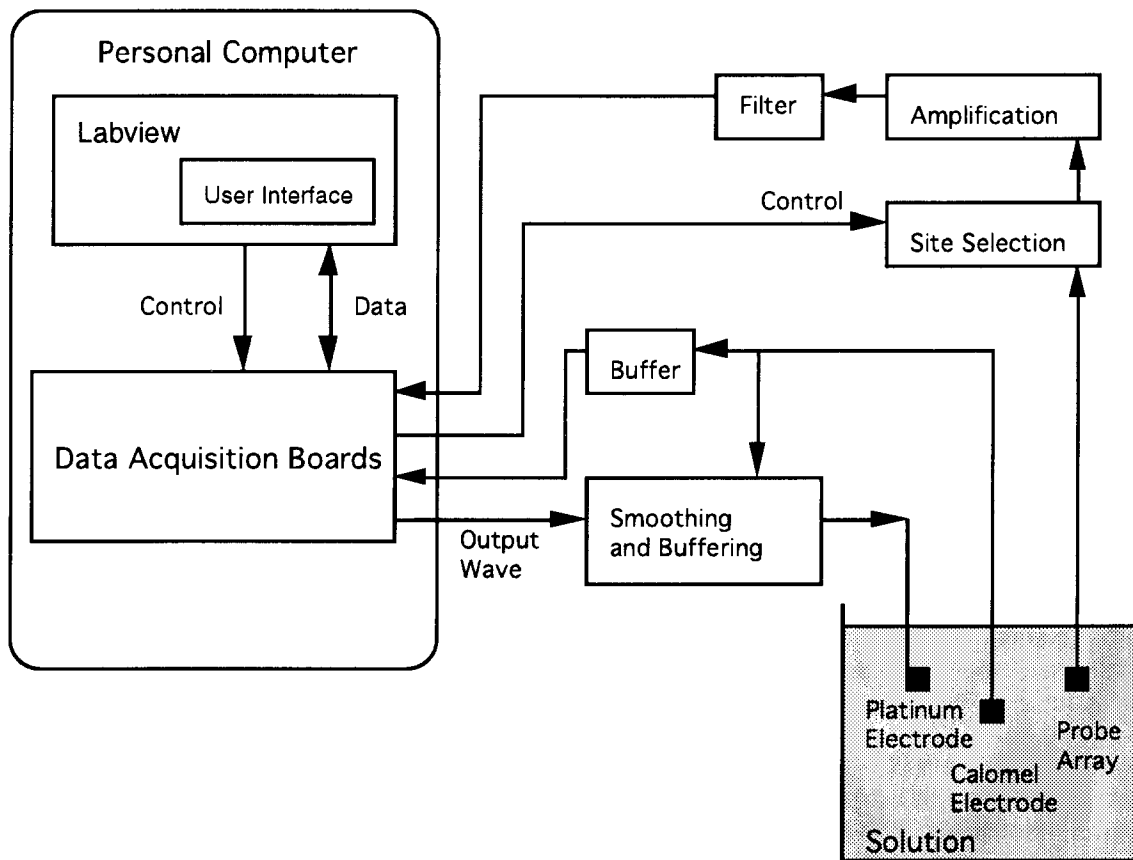 Personal Computer
Labview
User Interface
Control
Data
Data Acquisition Boards
Filter
Amplification
Control
Site Selection
Buffer
Output
Wave
Smoothing
and Buffering
Platinum
Electrode
Calomel
Electrode
Probe
Array
Solution